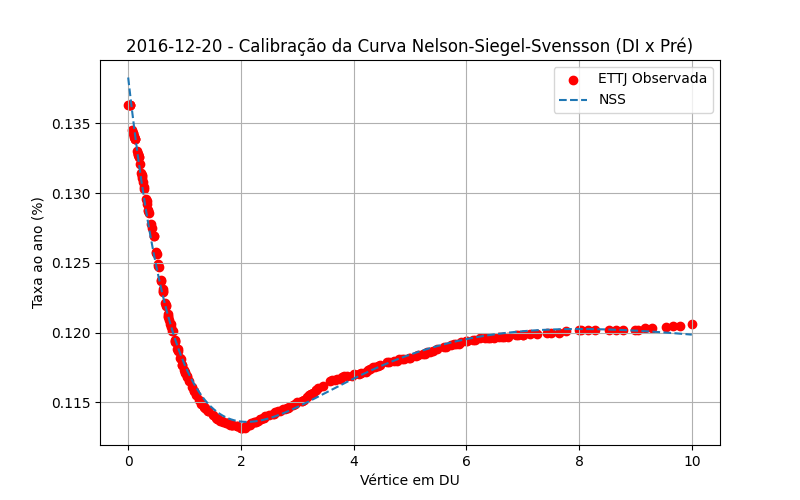 2016-12-20 - Calibração da Curva Nelson-Siegel-Svensson (DI x Pré)
ETTJ Observada
NSS
Taxa ao ano (%)
0.135
0.130
0.125
0.120
0.115
0 2 4 6 8 10
Vértice em DU